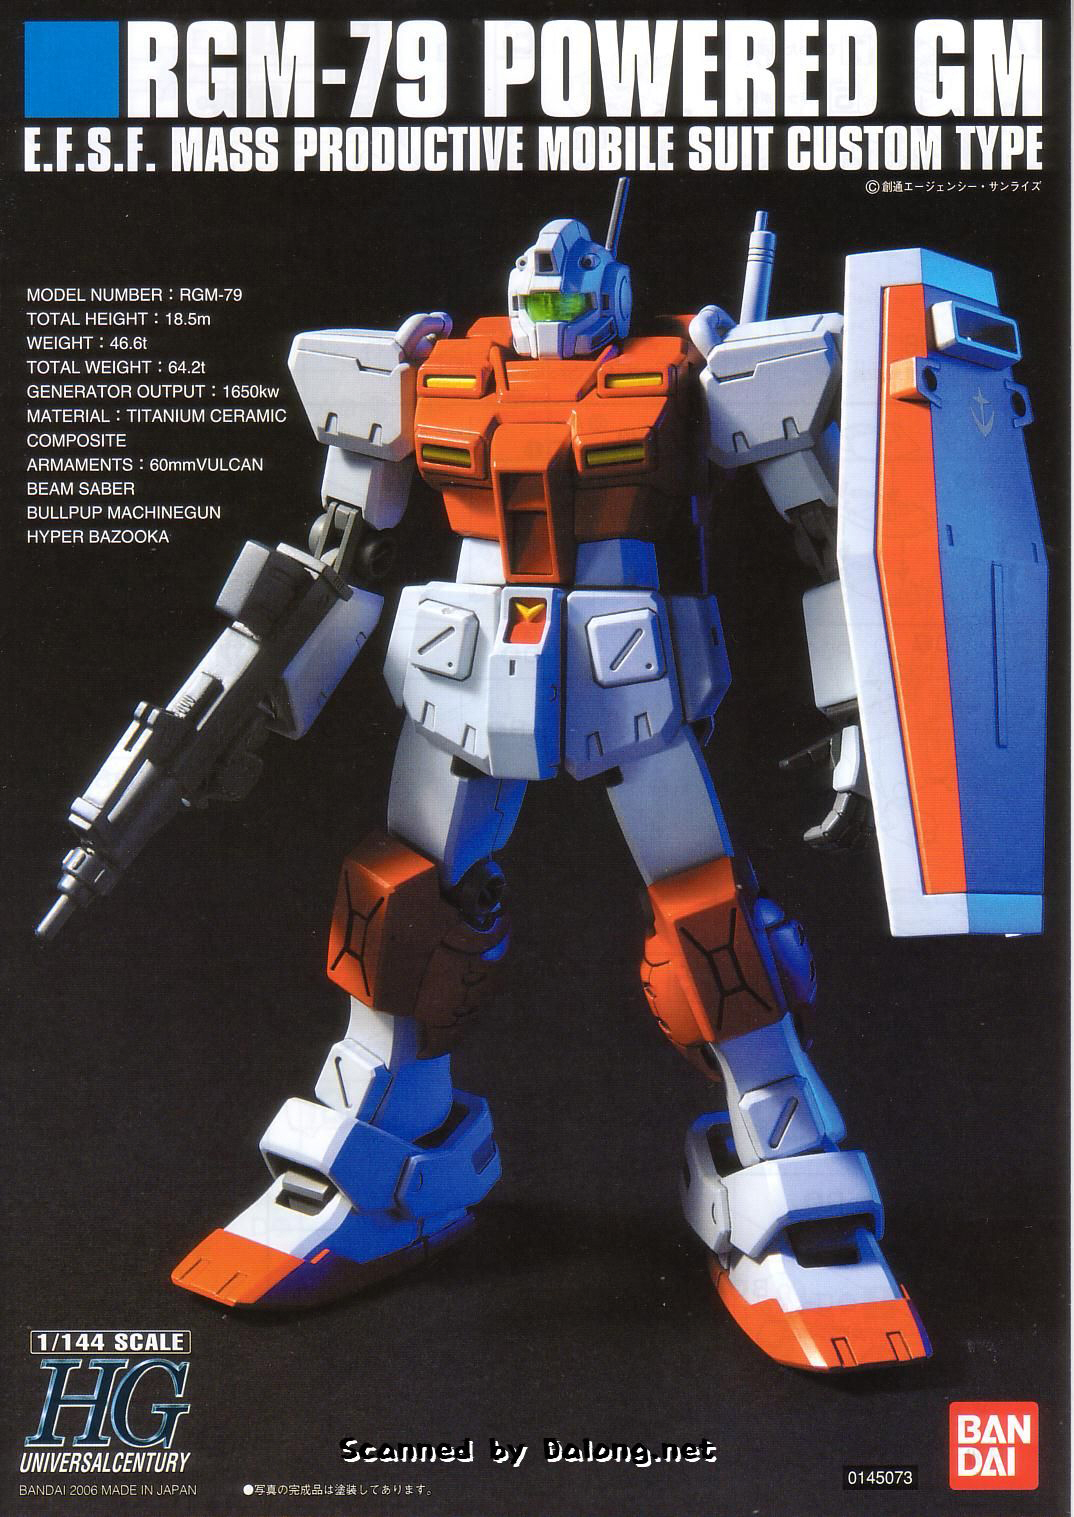 RGM-79 POWERED GM
E.F.S.F. MASS PRODUCTIVE MOBILE SUIT CUSTOM TYPE
©創通エージェンシー・サンライズ
MODEL NUMBER：RGM-79
TOTAL HEIGHT：18.5m
WEIGHT：46.6t
TOTAL WEIGHT：64.2t
GENERATOR OUTPUT：1650kw
MATERIAL：TITANIUM CERAMIC
COMPOSITE
ARMAMENTS：60mmVULCAN
BEAM SABER
BULLPUP MACHINEGUN
HYPER BAZOOKA
1/144 SCALE
HG
UNIVERSAL CENTURY
BANDAI 2006 MADE IN JAPAN
●写真の完成品は塗装してあります。
Scanned by Dalong.net
0145073
BAN
DAI